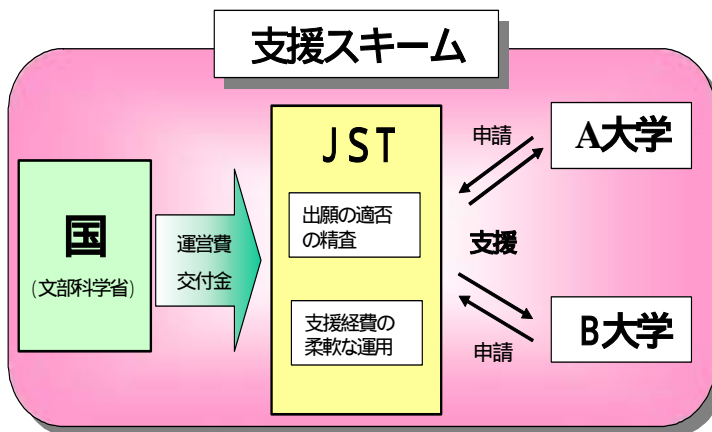 支援スキーム
国
(文部科学省)
運営費
交付金
JST
出願の適否
の精査
支援経費の
柔軟な運用
申請
A大学
支援
B大学
申請